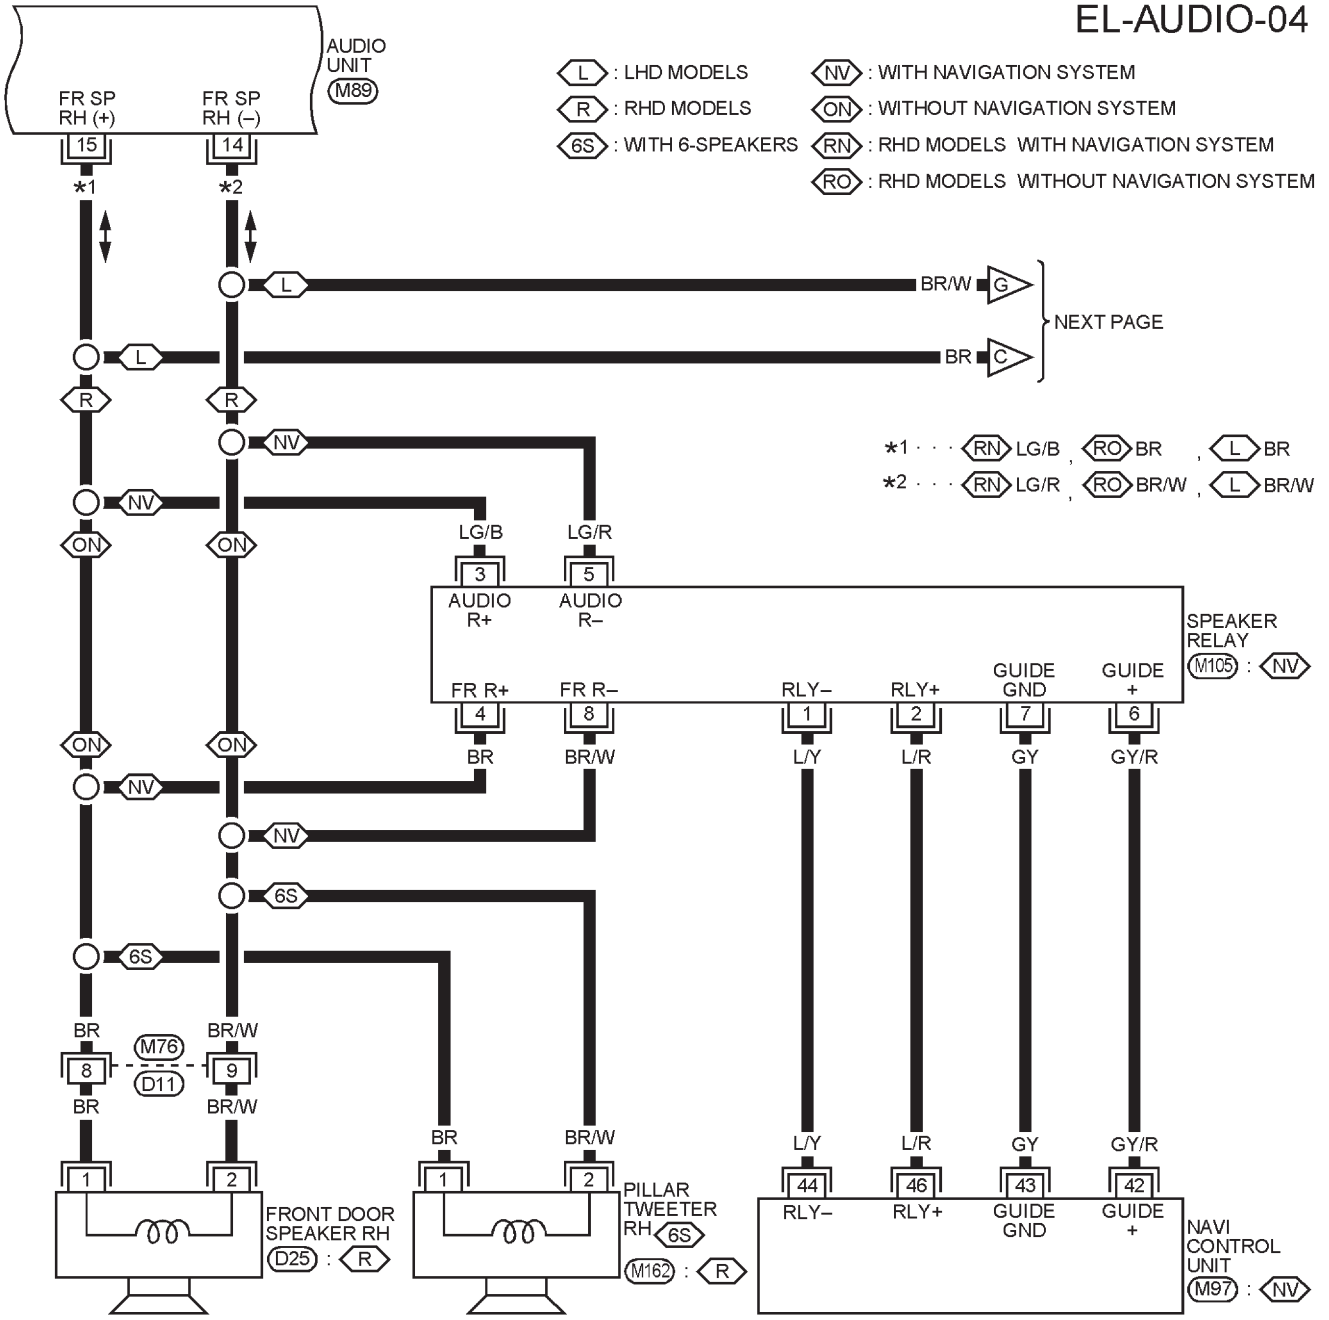 EL-AUDIO-04
AUDIO
UNIT
M89
FR SP
RH (+)
FR SP
RH (–)
15
14
*1
*2
L : LHD MODELS
R : RHD MODELS
6S : WITH 6-SPEAKERS
NV : WITH NAVIGATION SYSTEM
ON : WITHOUT NAVIGATION SYSTEM
RN : RHD MODELS WITH NAVIGATION SYSTEM
RO : RHD MODELS WITHOUT NAVIGATION SYSTEM
L
BR/W
G
NEXT PAGE
L
BR
C
R
R
NV
*1 · · · RN LG/B , RO BR , L BR
*2 · · · RN LG/R , RO BR/W , L BR/W
NV
LG/B
LG/R
ON
ON
3
5
AUDIO
R+
AUDIO
R–
SPEAKER
RELAY
M105 : NV
FR R+
FR R–
RLY–
RLY+
GUIDE
GND
GUIDE
+
4
8
1
2
7
6
BR
BR/W
L/Y
L/R
GY
GY/R
ON
ON
NV
NV
6S
6S
BR
BR/W
M76
8
9
D11
BR
BR/W
BR
BR/W
L/Y
L/R
GY
GY/R
1
2
1
2
44
46
43
42
FRONT DOOR
SPEAKER RH
D25 : R
PILLAR
TWEETER
RH 6S
M162 : R
RLY–
RLY+
GUIDE
GND
GUIDE
+
NAVI
CONTROL
UNIT
M97 : NV